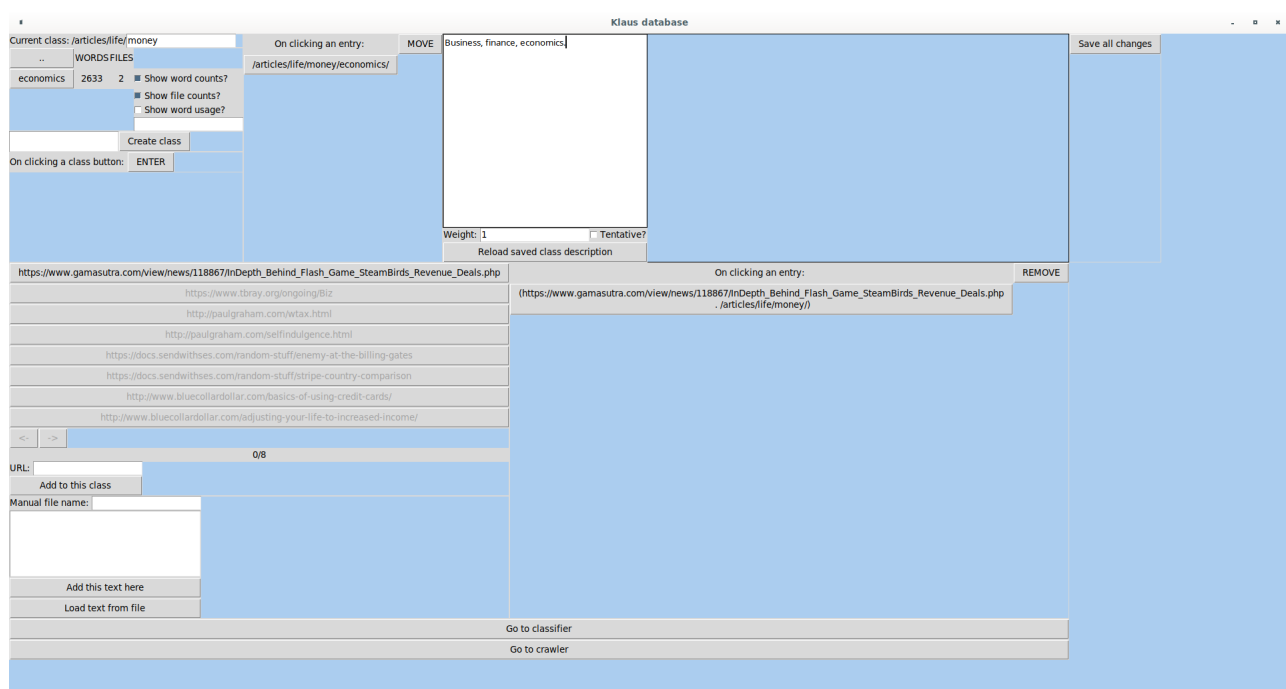 Klaus database
Current class: /articles/life/ money
On clicking an entry: MOVE
Business, finance, economics.
Save all changes
.. WORDS FILES
/articles/life/money/economics/
economics 2633 2
Show word counts?
Show file counts?
Show word usage?
Create class
On clicking a class button: ENTER
Weight: 1 Tentative?
Reload saved class description
https://www.gamasutra.com/view/news/118867/InDepth_Behind_Flash_Game_SteamBirds_Revenue_Deals.php
On clicking an entry: REMOVE
https://www.tbray.org/ongoing/Biz
(https://www.gamasutra.com/view/news/118867/InDepth_Behind_Flash_Game_SteamBirds_Revenue_Deals.php
. /articles/life/money/)
http://paulgraham.com/wtax.html
http://paulgraham.com/selfindulgence.html
https://docs.sendwithses.com/random-stuff/enemy-at-the-billing-gates
https://docs.sendwithses.com/random-stuff/stripe-country-comparison
http://www.bluecollardollar.com/basics-of-using-credit-cards/
http://www.bluecollardollar.com/adjusting-your-life-to-increased-income/
<- ->
0/8
URL:
Add to this class
Manual file name:
Add this text here
Load text from file
Go to classifier
Go to crawler